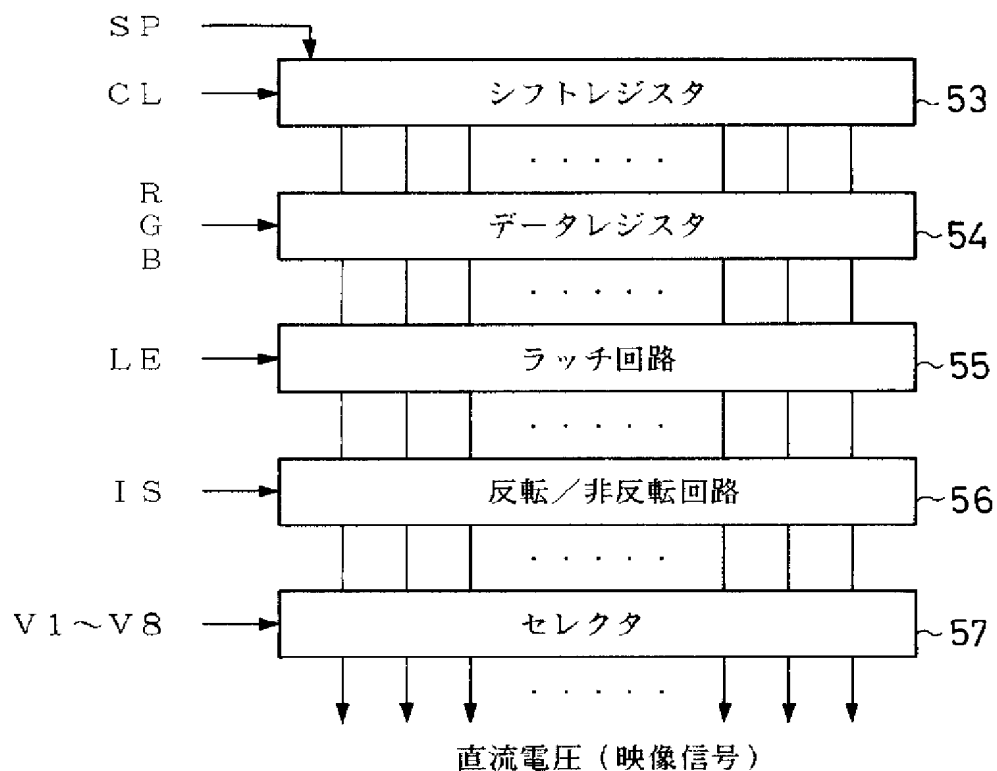 SP
CL
シフトレジスタ
53
R
G
B
データレジスタ
54
LE
ラッチ回路
55
IS
反転／非反転回路
56
V1～V8
セレクタ
57
直流電圧（映像信号）